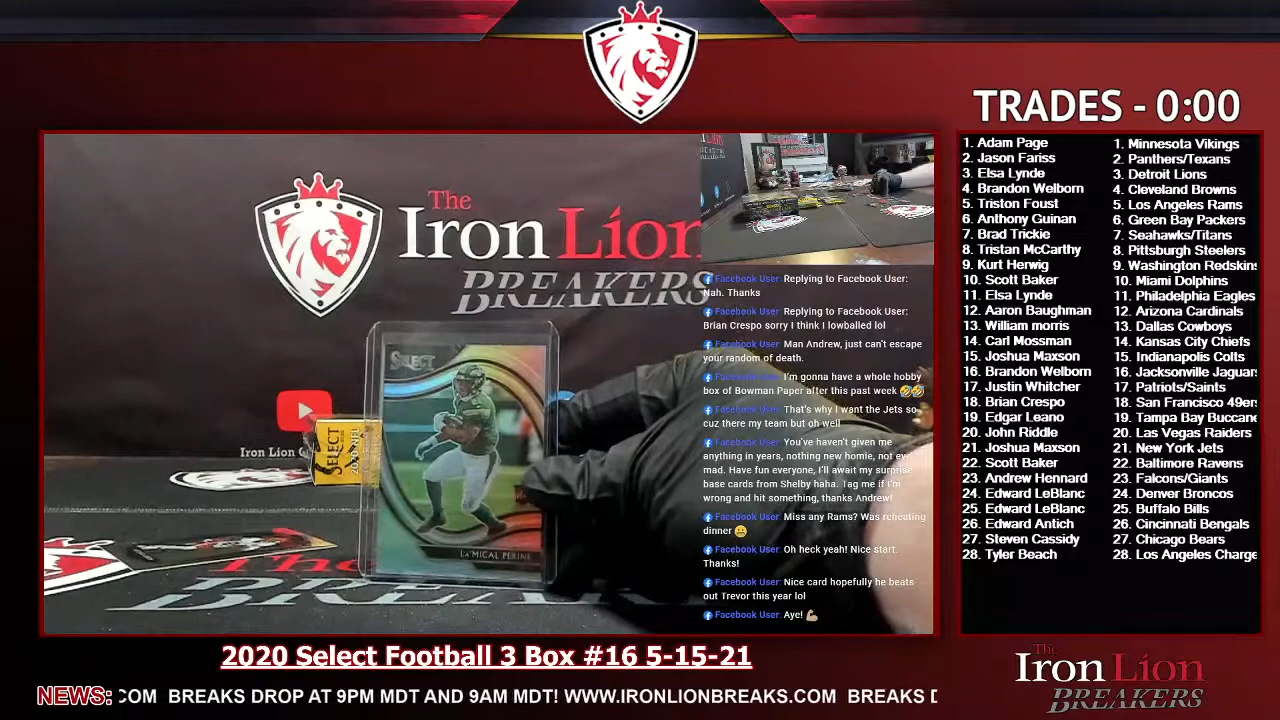 TRADES - 0:00
1. Adam Page
2. Jason Fariss
3. Elsa Lynde
4. Brandon Welborn
5. Triston Foust
6. Anthony Guinan
7. Brad Trickie
8. Tristan McCarthy
9. Kurt Herwig
10. Scott Baker
11. Elsa Lynde
12. Aaron Baughman
13. William morris
14. Carl Mossman
15. Joshua Maxson
16. Brandon Welborn
17. Justin Whitcher
18. Brian Crespo
19. Edgar Leano
20. John Riddle
21. Joshua Maxson
22. Scott Baker
23. Andrew Hennard
24. Edward LeBlanc
25. Edward LeBlanc
26. Edward Antich
27. Steven Cassidy
28. Tyler Beach
1. Minnesota Vikings
2. Panthers/Texans
3. Detroit Lions
4. Cleveland Browns
5. Los Angeles Rams
6. Green Bay Packers
7. Seahawks/Titans
8. Pittsburgh Steelers
9. Washington Redskins
10. Miami Dolphins
11. Philadelphia Eagles
12. Arizona Cardinals
13. Dallas Cowboys
14. Kansas City Chiefs
15. Indianapolis Colts
16. Jacksonville Jaguars
17. Patriots/Saints
18. San Francisco 49ers
19. Tampa Bay Buccane
20. Las Vegas Raiders
21. New York Jets
22. Baltimore Ravens
23. Falcons/Giants
24. Denver Broncos
25. Buffalo Bills
26. Cincinnati Bengals
27. Chicago Bears
28. Los Angeles Charge
The
Iron Lion
BREAKERS
Iron Lion
SELECT
2020 NFL
SELECT
LA'MICAL PERINE
The
BREA
Facebook User: Replying to Facebook User:
Nah. Thanks
Facebook User: Replying to Facebook User:
Brian Crespo sorry I think I lowballed lol
Facebook User: Man Andrew, just can't escape
your random of death.
Facebook User: I'm gonna have a whole hobby
box of Bowman Paper after this past week 🤣🤣
Facebook User: That's why I want the Jets so
cuz there my team but oh well
Facebook User: You've haven't given me
anything in years, nothing new homie, not even
mad. Have fun everyone, I'll await my surprise
base cards from Shelby haha. Tag me if I'm
wrong and hit something, thanks Andrew!
Facebook User: Miss any Rams? Was reheating
dinner 😆
Facebook User: Oh heck yeah! Nice start.
Thanks!
Facebook User: Nice card hopefully he beats
out Trevor this year lol
Facebook User: Aye! 💪🏼
2020 Select Football 3 Box #16 5-15-21
NEWS: COM BREAKS DROP AT 9PM MDT AND 9AM MDT! WWW.IRONLIONBREAKS.COM BREAKS D
The
Iron Lion
BREAKERS